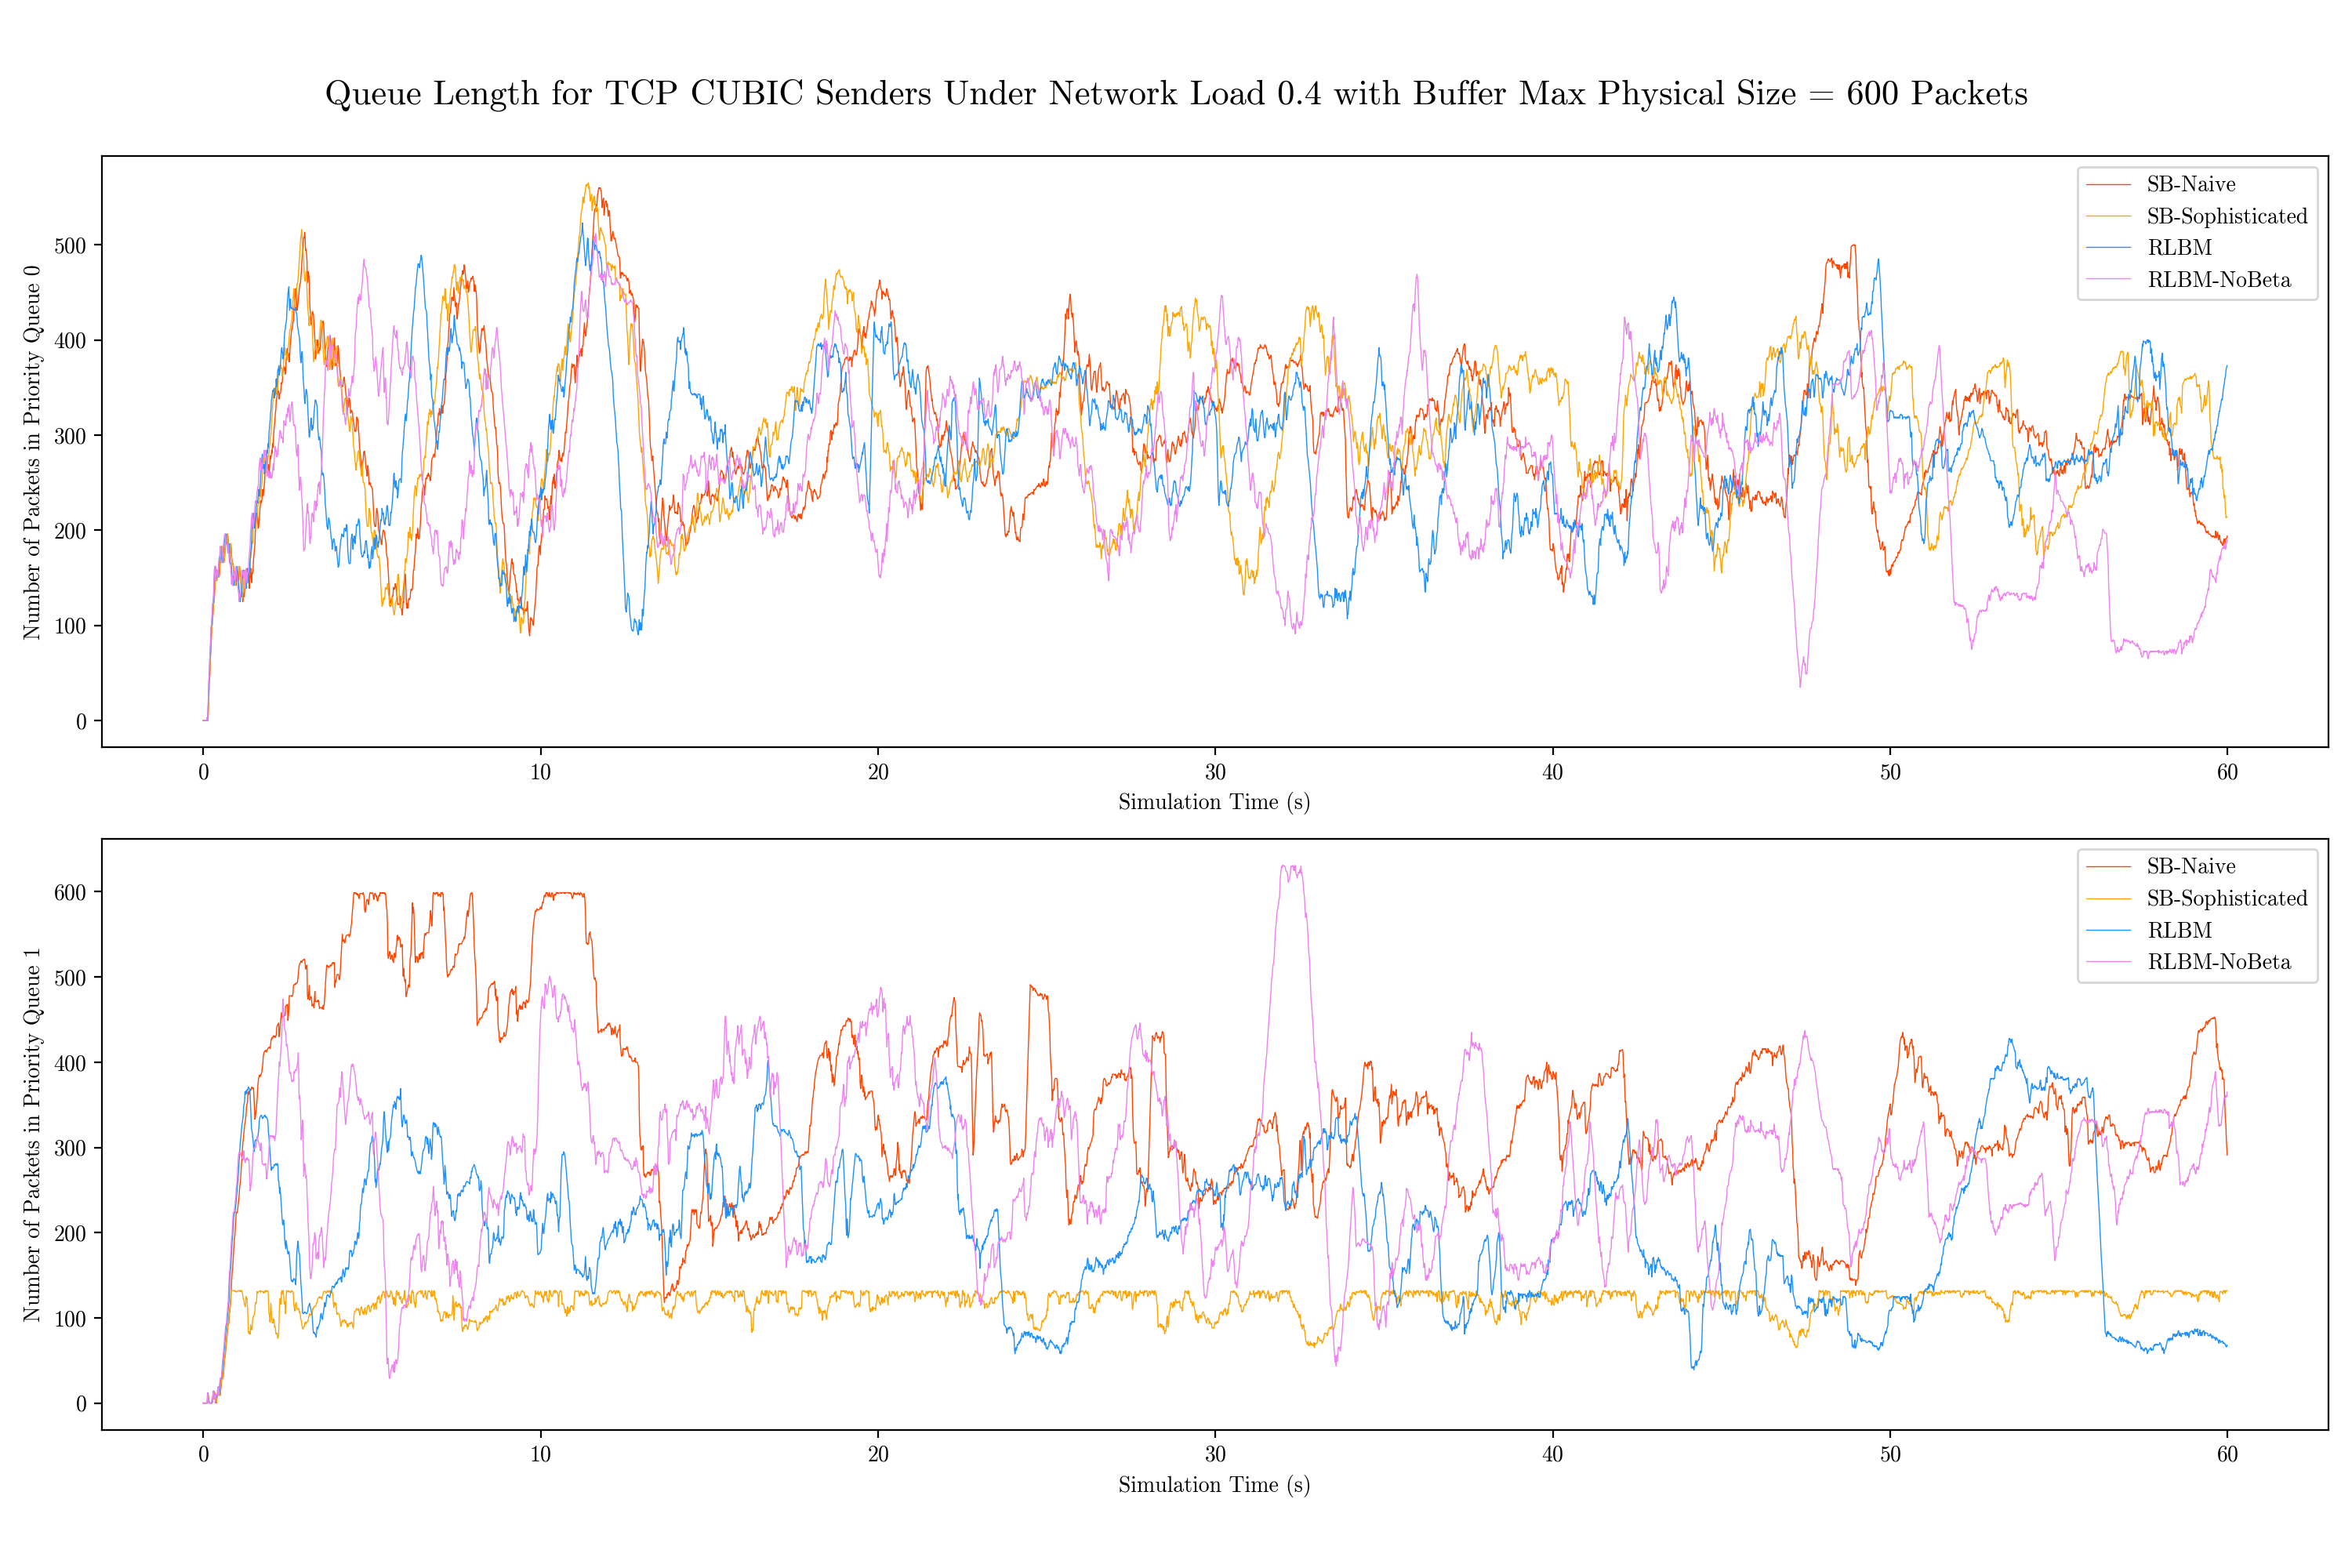 Queue Length for TCP CUBIC Senders Under Network Load 0.4 with Buffer Max Physical Size = 600 Packets
Number of Packets in Priority Queue 0
500
400
300
200
100
0
SB-Naive
SB-Sophisticated
RLBM
RLBM-NoBeta
0 10 20 30 40 50 60
Simulation Time (s)
Number of Packets in Priority Queue 1
600
500
400
300
200
100
0
SB-Naive
SB-Sophisticated
RLBM
RLBM-NoBeta
0 10 20 30 40 50 60
Simulation Time (s)